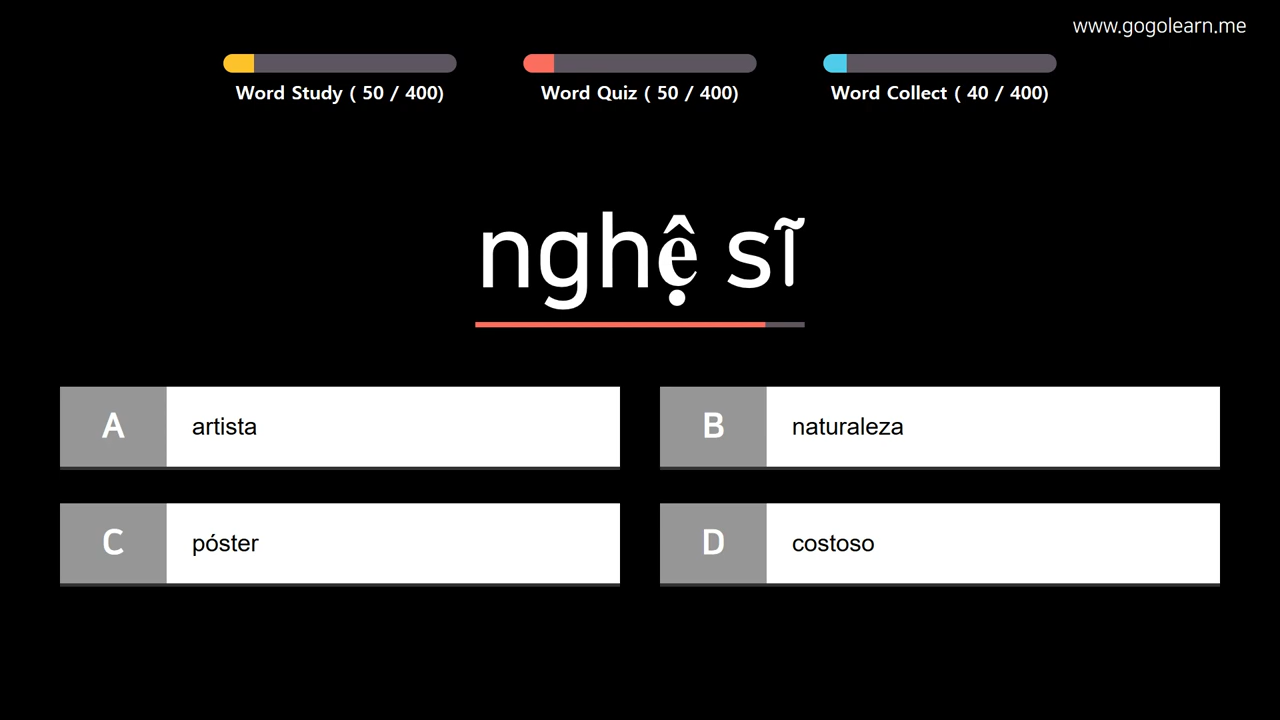 www.gogolearn.me
Word Study ( 50 / 400)
Word Quiz ( 50 / 400)
Word Collect ( 40 / 400)
nghệ sĩ
A
artista
B
naturaleza
C
póster
D
costoso